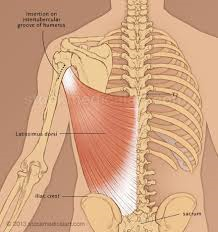 Insertion on
intertubercular
groove of humerus
Latissimus dorsi
iliac crest
sacrum